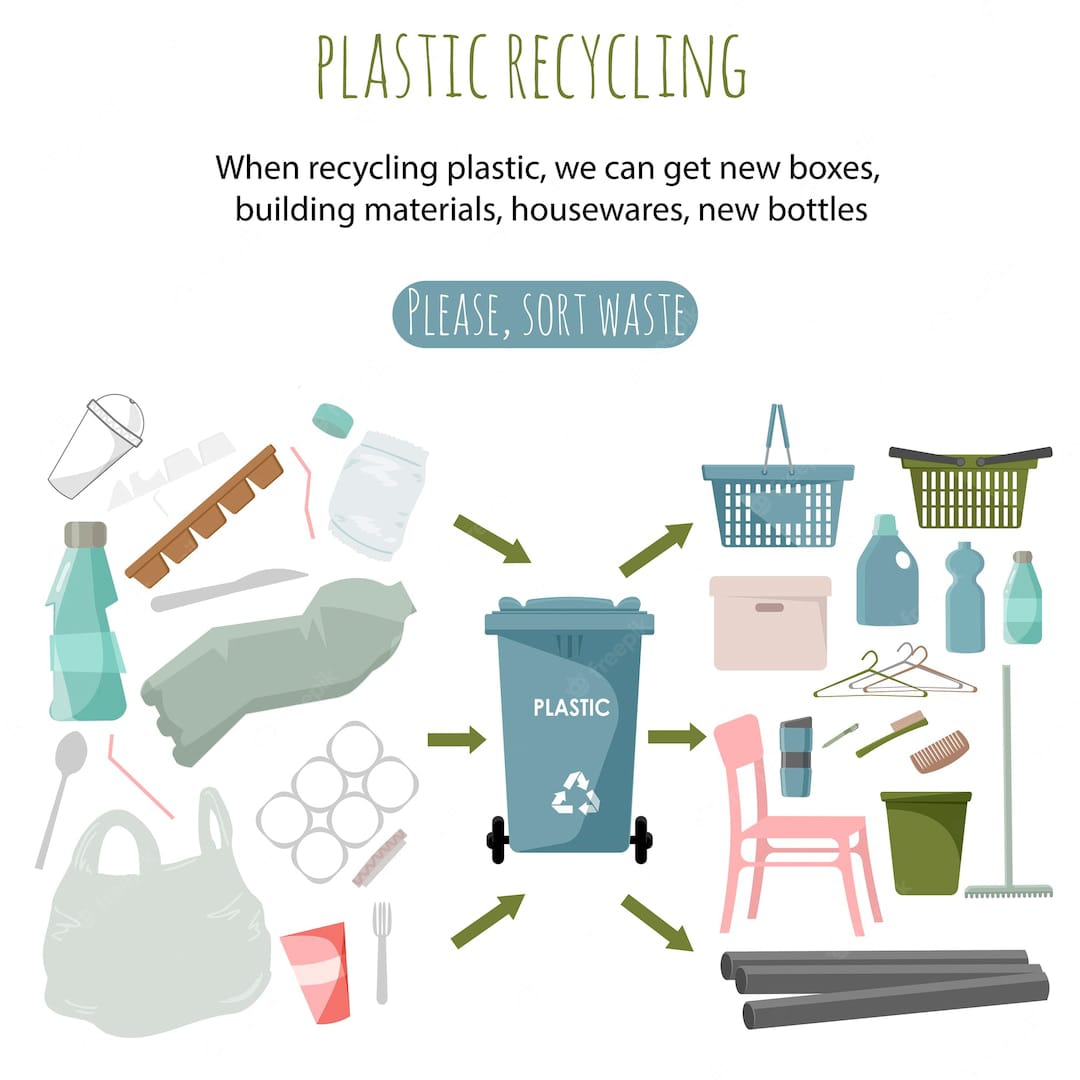 PLASTIC RECYCLING
When recycling plastic, we can get new boxes,
building materials, housewares, new bottles
PLEASE, SORT WASTE
PLASTIC
freepik